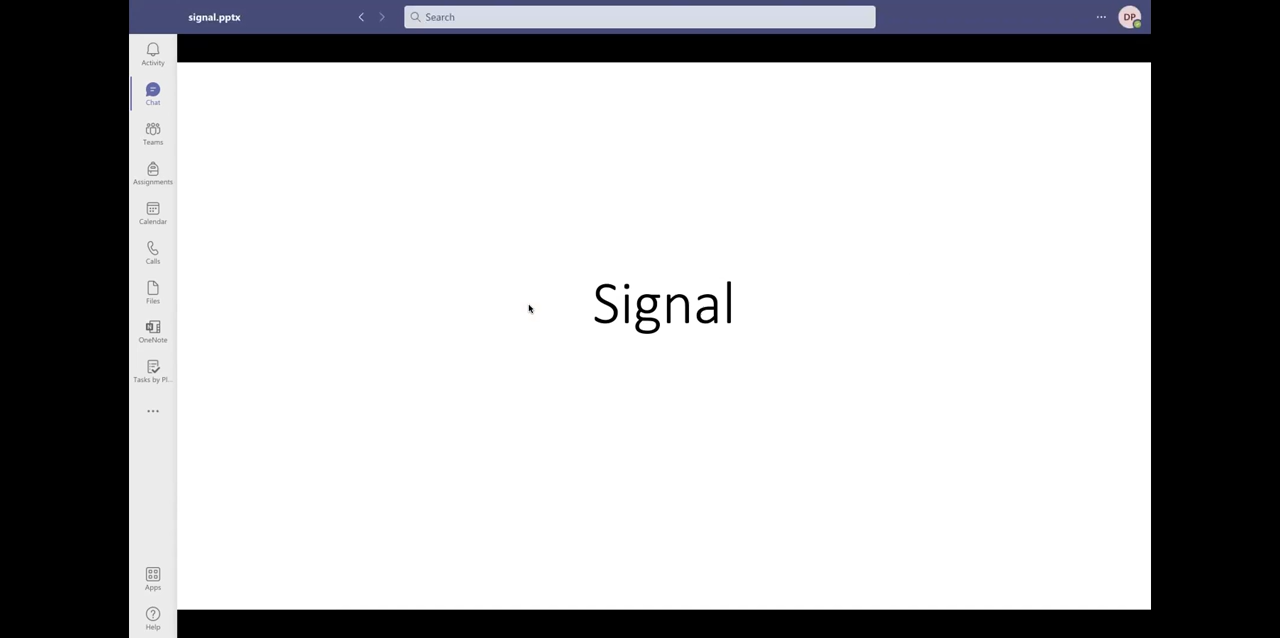 signal.pptx
Search
DP
Activity
Chat
Teams
Assignments
Calendar
Calls
Files
OneNote
Tasks by Pl...
Signal
Apps
Help